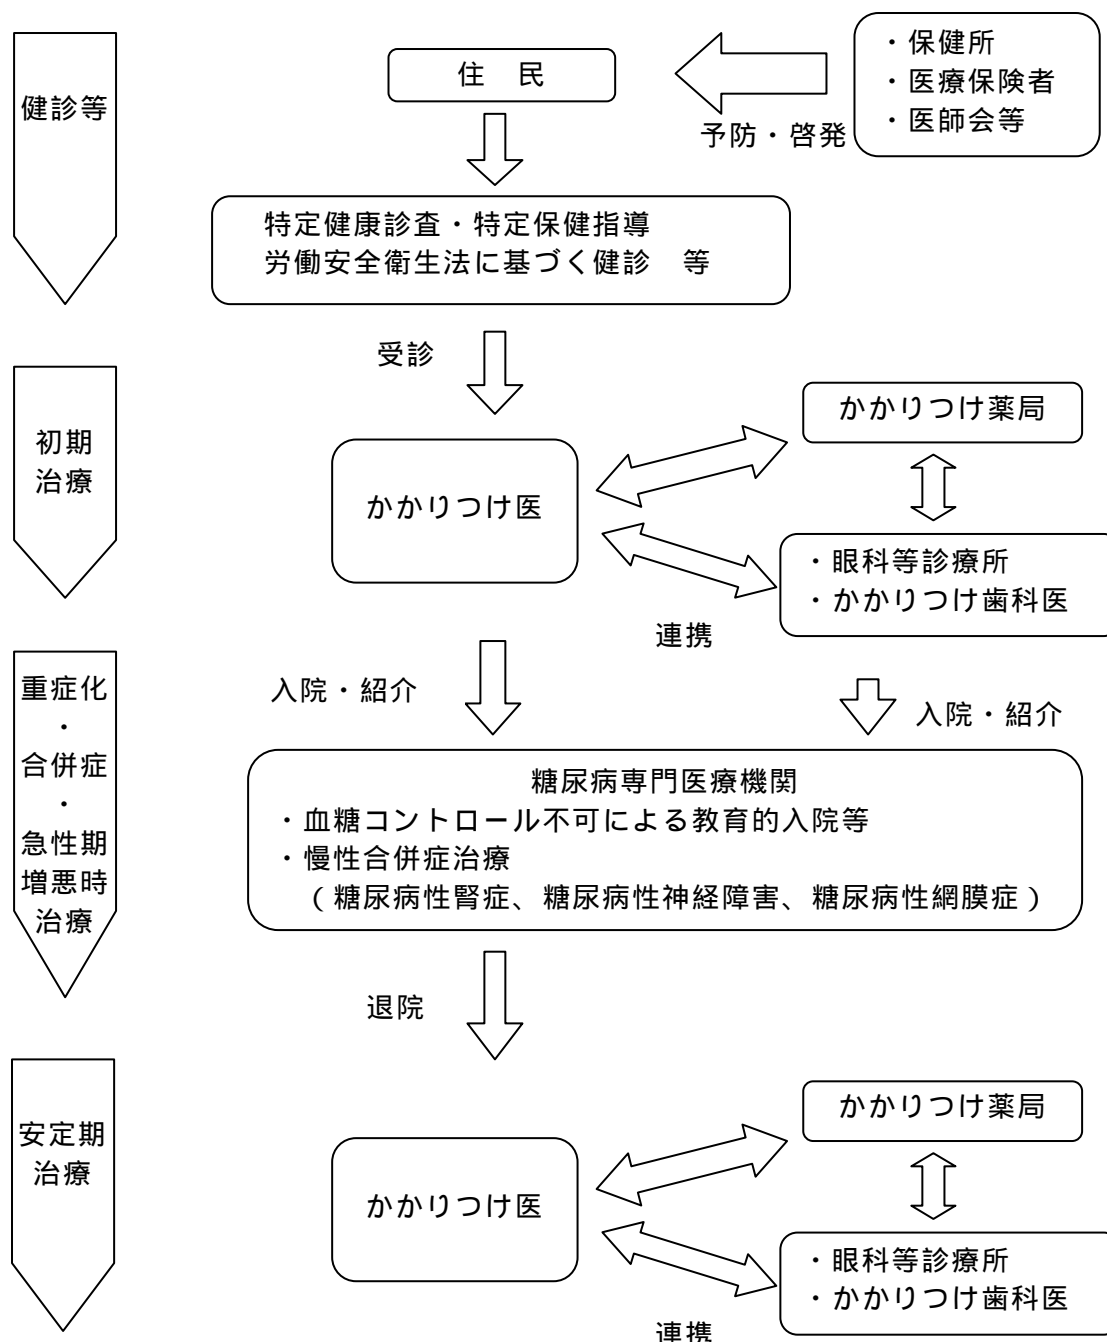 健診等
住　民
・保健所
・医療保険者
・医師会等
予防・啓発
特定健康診査・特定保健指導
労働安全衛生法に基づく健診　等
受診
初期
治療
かかりつけ医
かかりつけ薬局
・眼科等診療所
・かかりつけ歯科医
連携
重症化
・
合併症
・
急性期
増悪時
治療
入院・紹介
入院・紹介
糖尿病専門医療機関
・血糖コントロール不可による教育的入院等
・慢性合併症治療
（糖尿病性腎症、糖尿病性神経障害、糖尿病性網膜症）
退院
安定期
治療
かかりつけ医
かかりつけ薬局
・眼科等診療所
・かかりつけ歯科医
連携